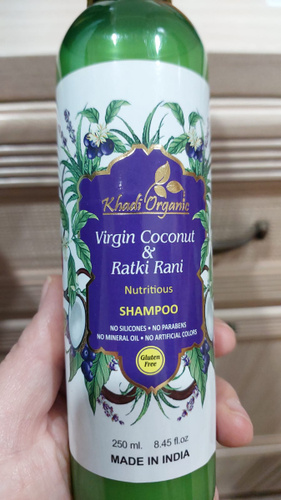 Khadi Organic
Virgin Coconut
&
Ratki Rani
Nutritious
SHAMPOO
NO SILICONES • NO PARABENS
NO MINERAL OIL • NO ARTIFICIAL COLORS
Gluten
Free
250 ml. 8.45 fl.oz
MADE IN INDIA